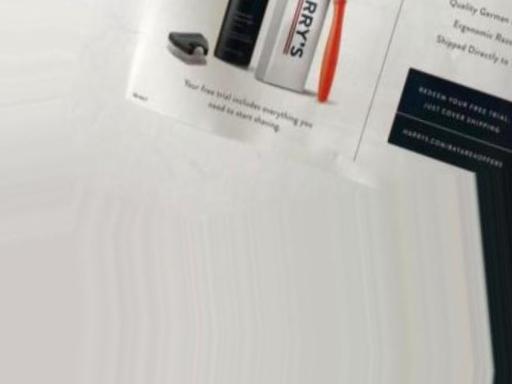 RRY'S
Your free trial includes everything you
need to start shaving.
Quality German
Ergonomic
Shipped Directly to
REDEEM YOUR FREE TRIAL,
JUST COVER SHIPPING